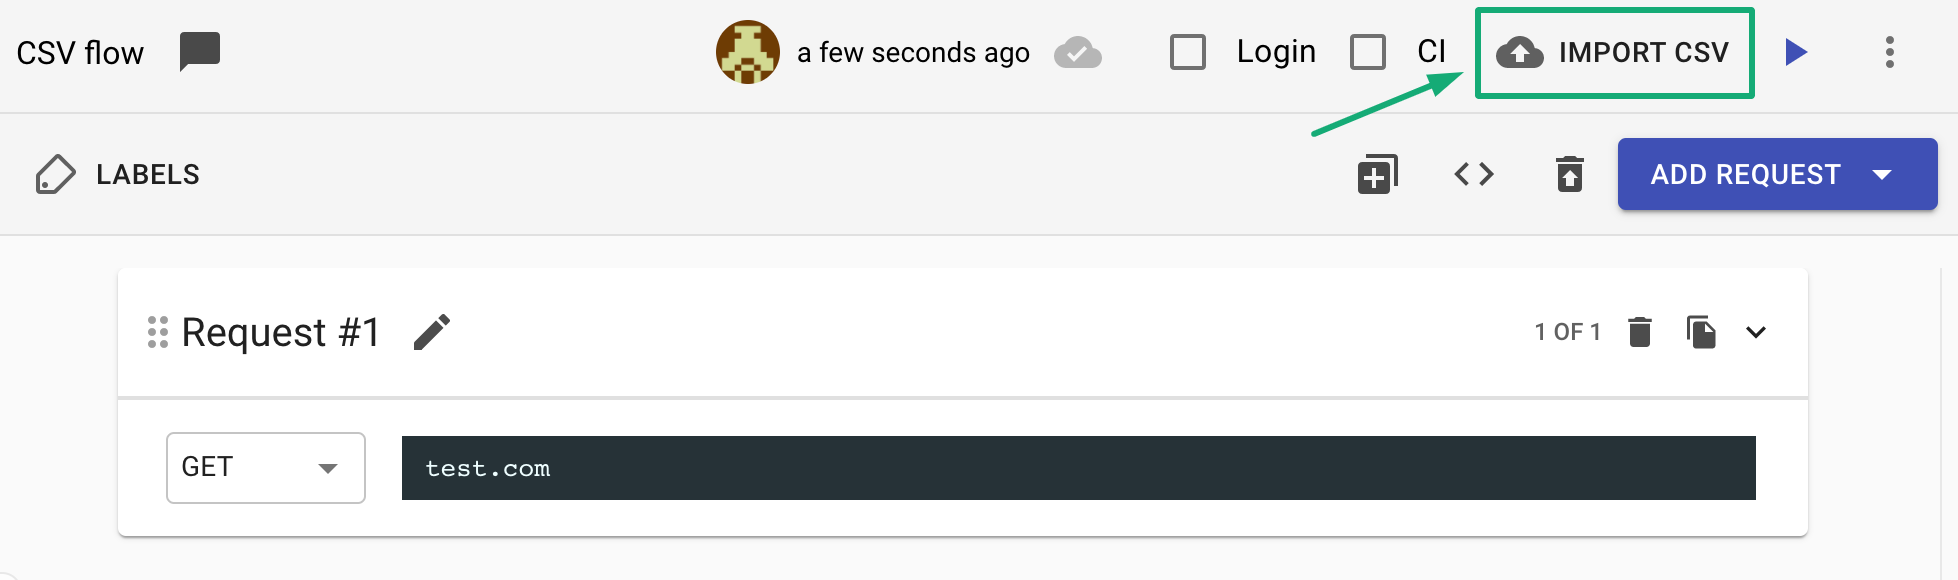 CSV flow a few seconds ago Login CI IMPORT CSV
LABELS ADD REQUEST
Request #1 1 OF 1
GET test.com